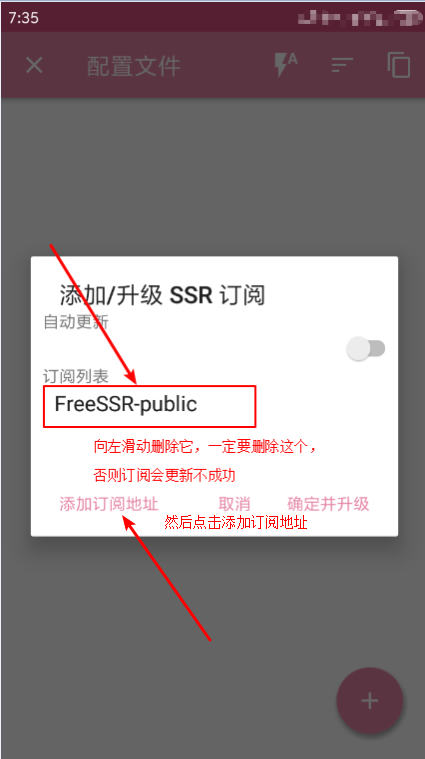 7:35
配置文件
A
添加/升级 SSR 订阅
自动更新
订阅列表
FreeSSR-public
向左滑动删除它，一定要删除这个，
否则订阅会更新不成功
添加订阅地址 取消 确定并升级
然后点击添加订阅地址